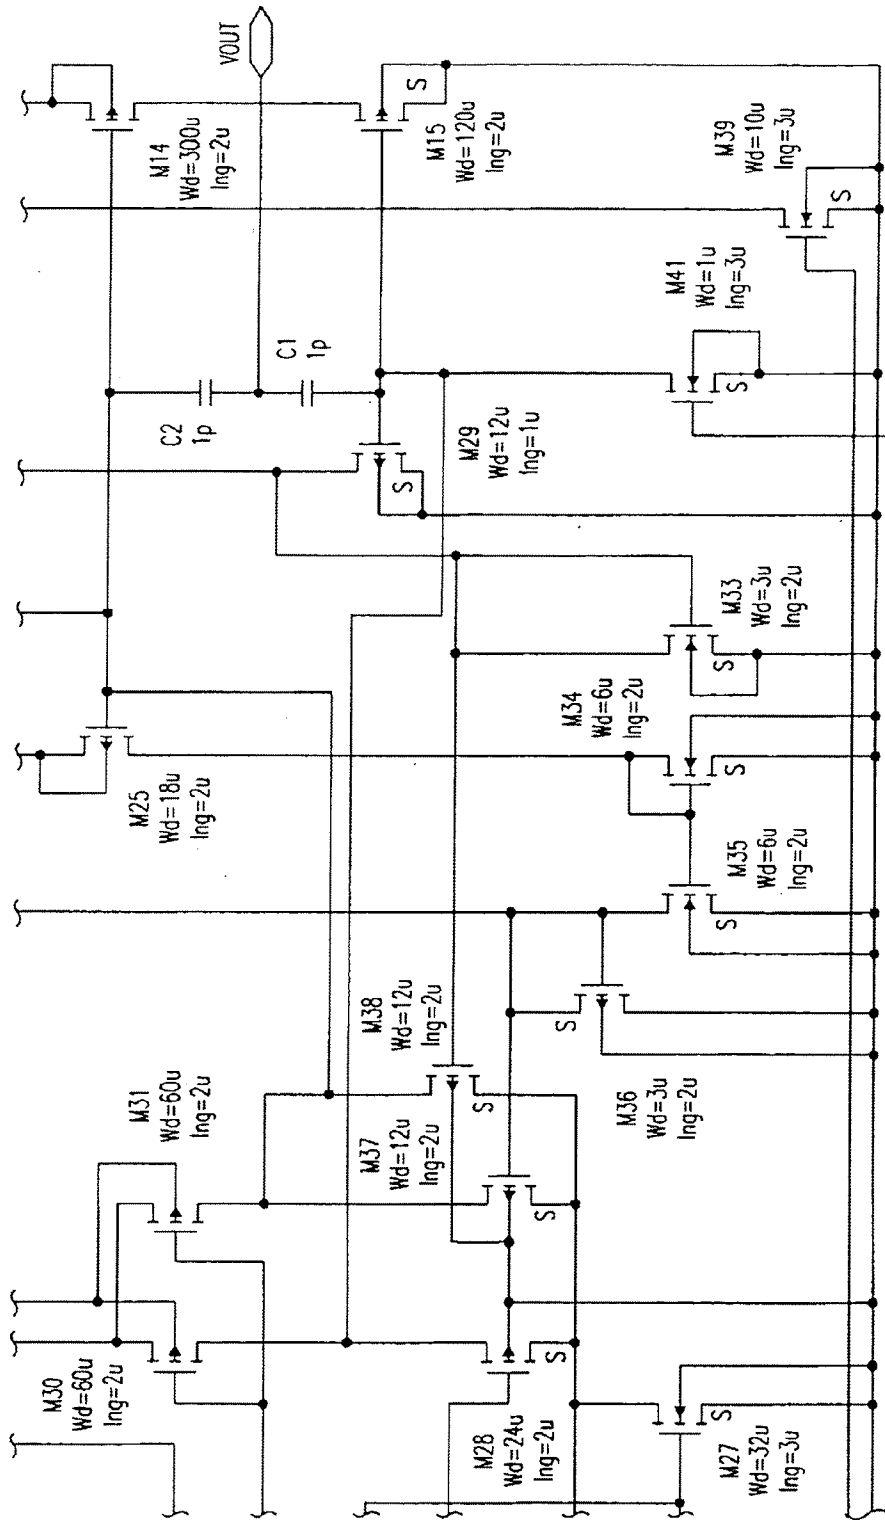 VOUT
M14
Wd=300u
lng=2u
S
M15
Wd=120u
lng=2u
M39
Wd=10u
lng=3u
S
M41
Wd=1u
lng=3u
S
C1
1p
C2
1p
M29
Wd=12u
lng=1u
S
M33
Wd=3u
lng=2u
S
M34
Wd=6u
lng=2u
S
M25
Wd=18u
lng=2u
M35
Wd=6u
lng=2u
S
M38
Wd=12u
lng=2u
S
M36
Wd=3u
lng=2u
S
M31
Wd=60u
lng=2u
M37
Wd=12u
lng=2u
S
M30
Wd=60u
lng=2u
M28
Wd=24u
lng=2u
S
M27
Wd=32u
lng=3u
S